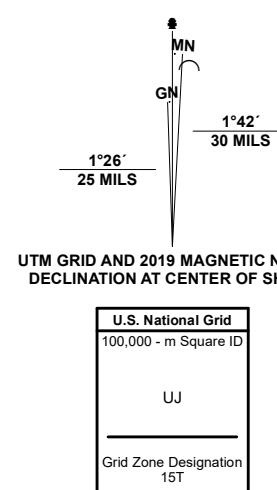 MN
GN
1°42´
30 MILS
1°26´
25 MILS
UTM GRID AND 2019 MAGNETIC N
DECLINATION AT CENTER OF SH
U.S. National Grid
100,000 - m Square ID
UJ
Grid Zone Designation
15T